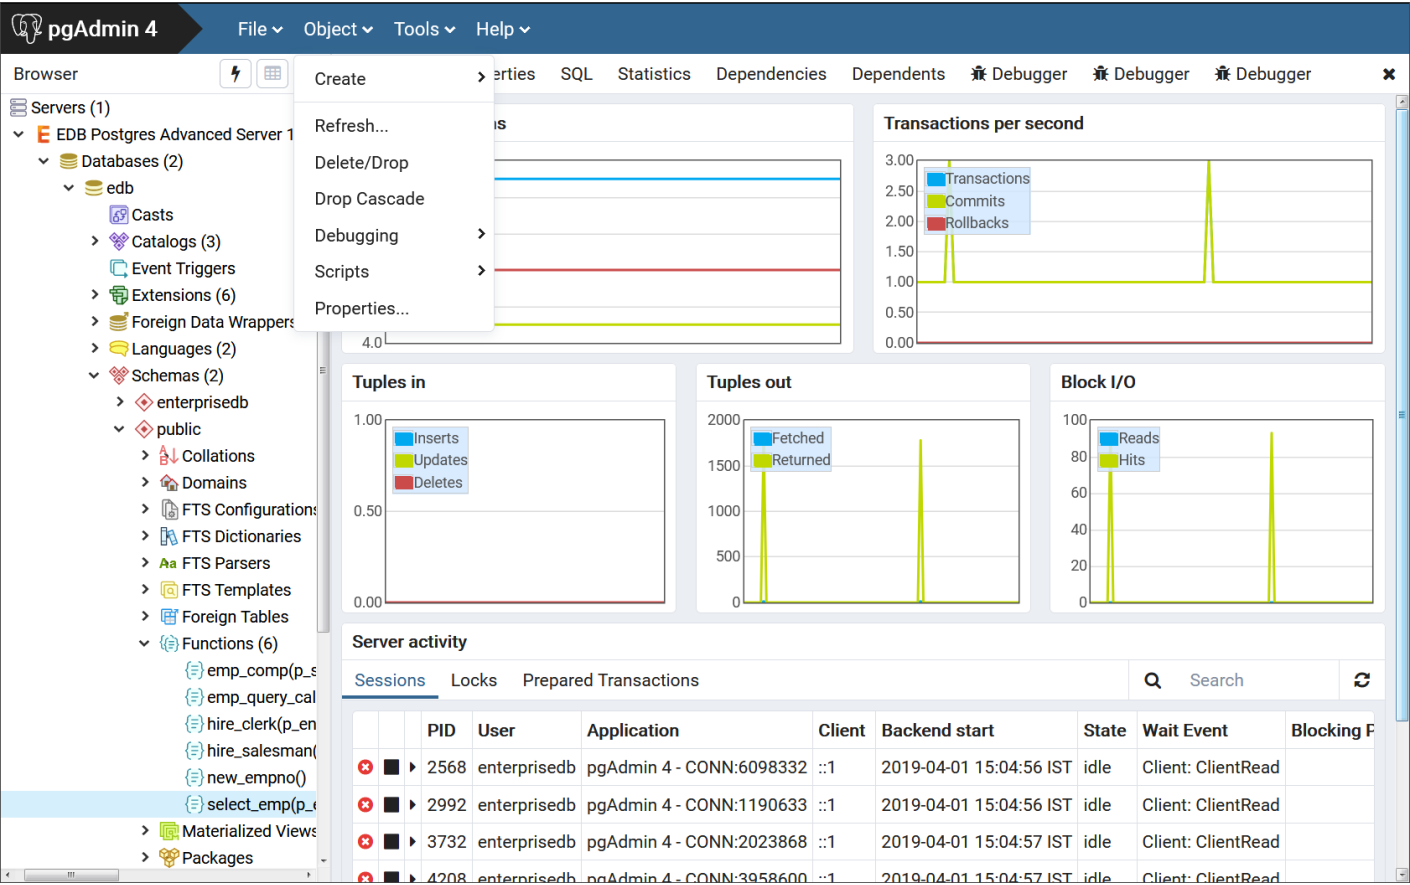 pgAdmin 4
File Object Tools Help
Browser
Create
Refresh...
Delete/Drop
Drop Cascade
Debugging
Scripts
Properties...
erties SQL Statistics Dependencies Dependents Debugger Debugger Debugger
Servers (1)
EDB Postgres Advanced Server 1
Databases (2)
edb
Casts
Catalogs (3)
Event Triggers
Extensions (6)
Foreign Data Wrappers
Languages (2)
Schemas (2)
enterprisedb
public
Collations
Domains
FTS Configurations
FTS Dictionaries
Aa FTS Parsers
FTS Templates
Foreign Tables
Functions (6)
emp_comp(p_s
emp_query_cal
hire_clerk(p_en
hire_salesman(
new_empno()
select_emp(p_e
Materialized Views
Packages
s
4.0
Transactions per second
3.00
2.50
2.00
1.50
1.00
0.50
0.00
Transactions
Commits
Rollbacks
Tuples in
1.00
0.50
0.00
Inserts
Updates
Deletes
Tuples out
2000
1500
1000
500
0
Fetched
Returned
Block I/O
100
80
60
40
20
0
Reads
Hits
Server activity
Sessions Locks Prepared Transactions Search
PID User Application Client Backend start State Wait Event Blocking P
2568 enterprisedb pgAdmin 4 - CONN:6098332 ::1 2019-04-01 15:04:56 IST idle Client: ClientRead
2992 enterprisedb pgAdmin 4 - CONN:1190633 ::1 2019-04-01 15:04:56 IST idle Client: ClientRead
3732 enterprisedb pgAdmin 4 - CONN:2023868 ::1 2019-04-01 15:04:57 IST idle Client: ClientRead
4208 enterprisedb pgAdmin 4 - CONN:3958600 ::1 2019-04-01 15:04:57 IST idle Client: ClientRead